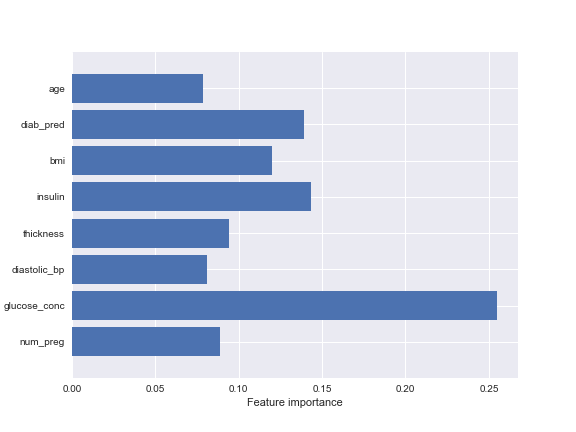 age
diab_pred
bmi
insulin
thickness
diastolic_bp
glucose_conc
num_preg
0.00 0.05 0.10 0.15 0.20 0.25
Feature importance